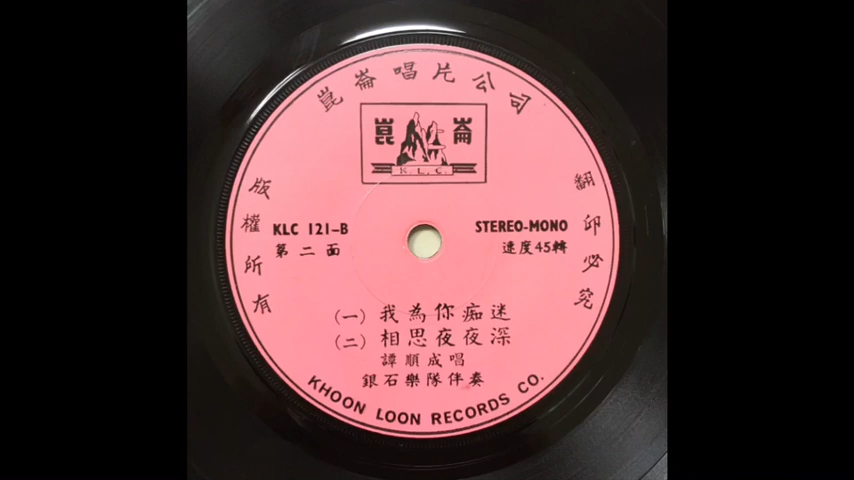 崑崙唱片公司
崑崙
K.L.C.
版權所有
翻印必究
KLC 121-B
第二面
STEREO-MONO
速度45轉
(一) 我為你痴迷
(二) 相思夜夜深
譚順成唱
銀石樂隊伴奏
KHOON LOON RECORDS CO.